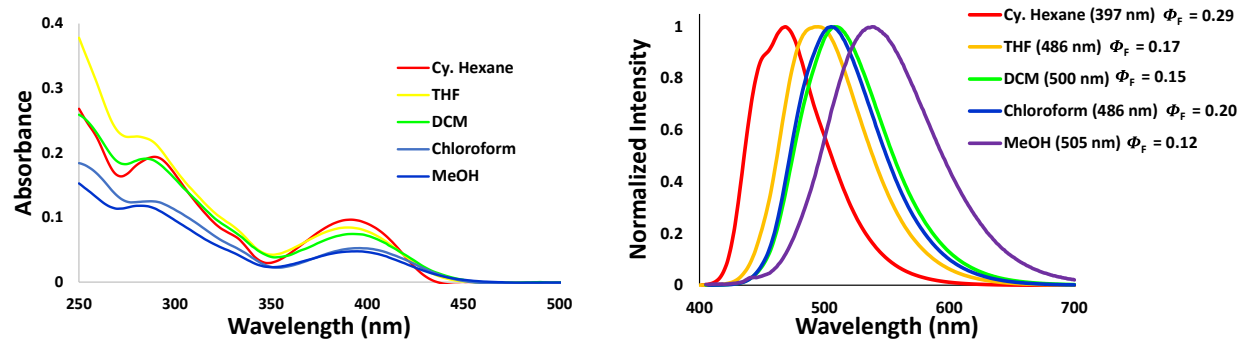 0.4
0.3
0.2
0.1
0
Absorbance
250 300 350 400 450 500
Wavelength (nm)
Cy. Hexane
THF
DCM
Chloroform
MeOH
1
0.8
0.6
0.4
0.2
0
Normalized Intensity
400 500 600 700
Wavelength (nm)
Cy. Hexane (397 nm) ΦF = 0.29
THF (486 nm) ΦF = 0.17
DCM (500 nm) ΦF = 0.15
Chloroform (486 nm) ΦF = 0.20
MeOH (505 nm) ΦF = 0.12